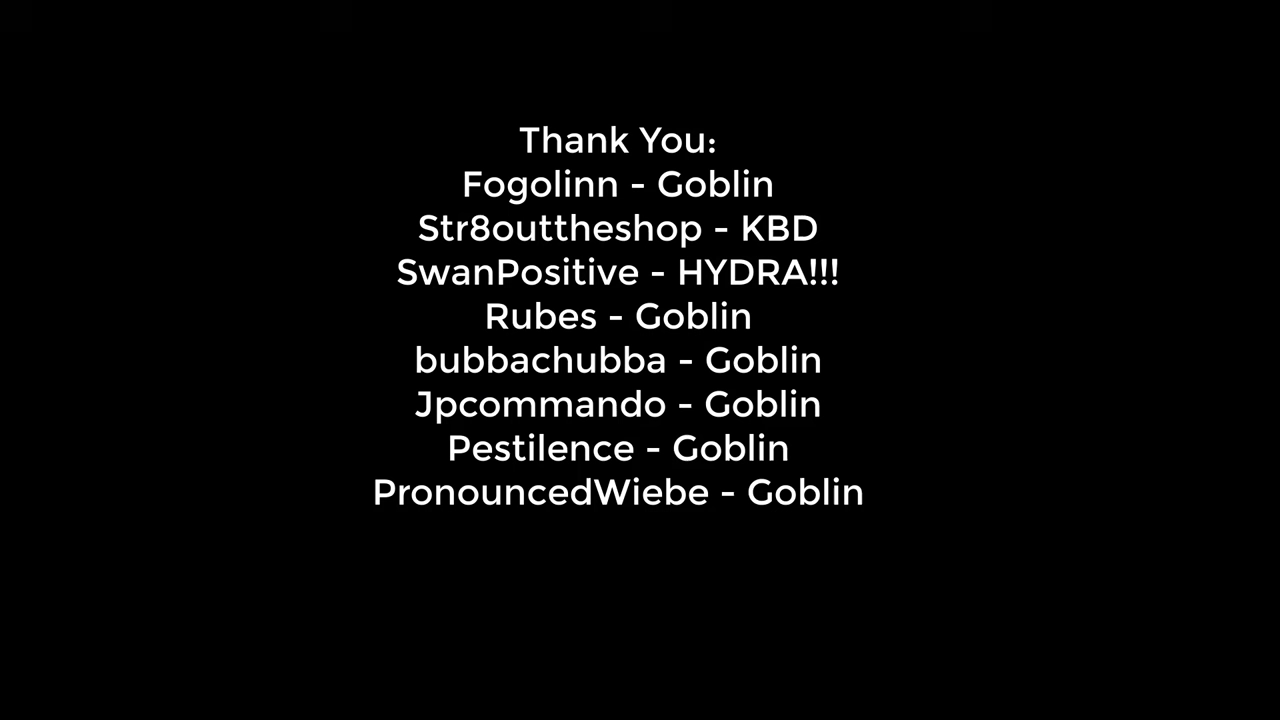 Thank You:
Fogolinn - Goblin
Str8outtheshop - KBD
SwanPositive - HYDRA!!!
Rubes - Goblin
bubbachubba - Goblin
Jpcommando - Goblin
Pestilence - Goblin
PronouncedWiebe - Goblin